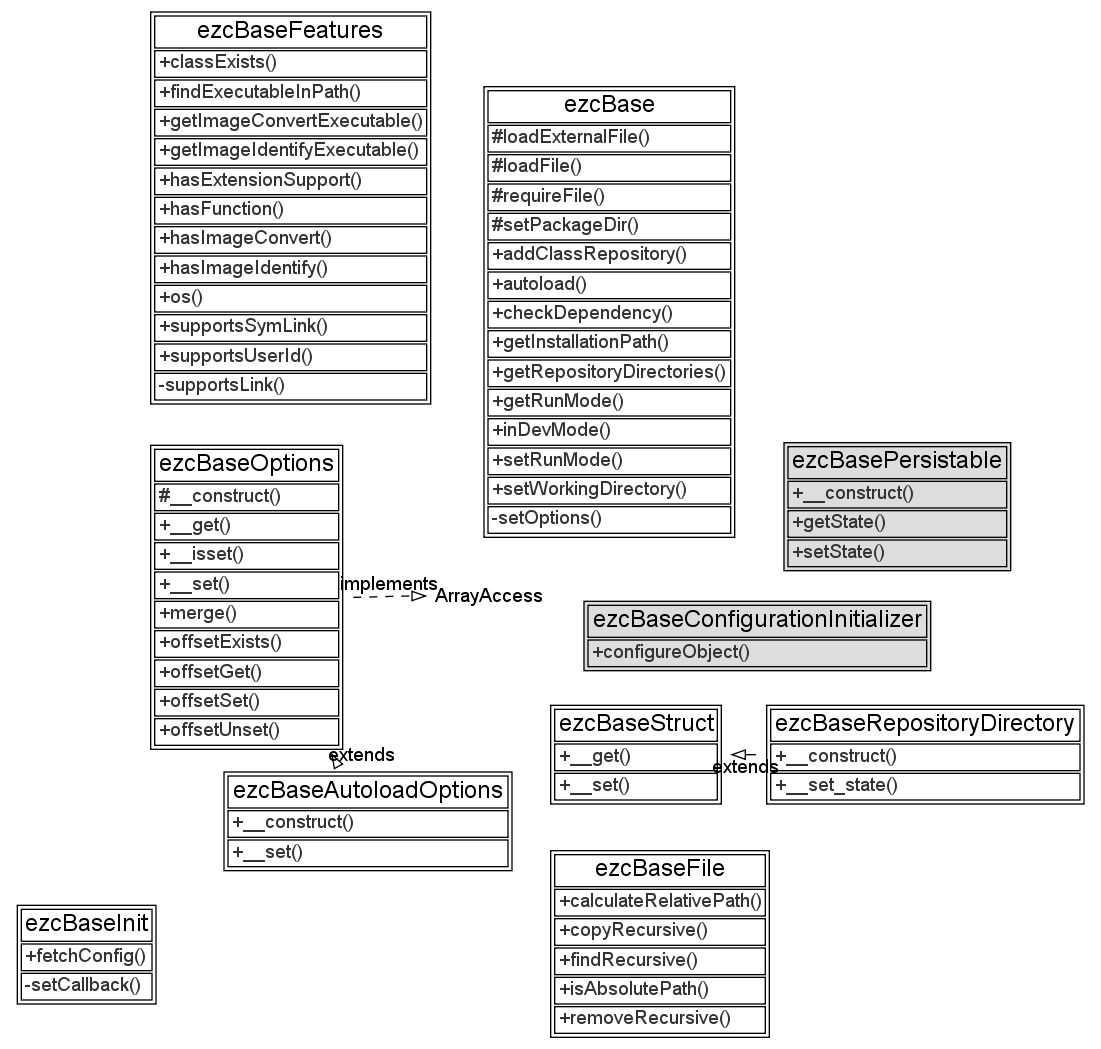 ezcBaseFeatures
+classExists()
+findExecutableInPath()
+getImageConvertExecutable()
+getImageIdentifyExecutable()
+hasExtensionSupport()
+hasFunction()
+hasImageConvert()
+hasImageIdentify()
+os()
+supportsSymLink()
+supportsUserId()
-supportsLink()
ezcBase
#loadExternalFile()
#loadFile()
#requireFile()
#setPackageDir()
+addClassRepository()
+autoload()
+checkDependency()
+getInstallationPath()
+getRepositoryDirectories()
+getRunMode()
+inDevMode()
+setRunMode()
+setWorkingDirectory()
-setOptions()
ezcBaseOptions
#__construct()
+__get()
+__isset()
+__set()
+merge()
+offsetExists()
+offsetGet()
+offsetSet()
+offsetUnset()
implements
ArrayAccess
ezcBasePersistable
+__construct()
+getState()
+setState()
ezcBaseConfigurationInitializer
+configureObject()
ezcBaseStruct
+__get()
+__set()
extends
ezcBaseRepositoryDirectory
+__construct()
+__set_state()
extends
ezcBaseAutoloadOptions
+__construct()
+__set()
ezcBaseFile
+calculateRelativePath()
+copyRecursive()
+findRecursive()
+isAbsolutePath()
+removeRecursive()
ezcBaseInit
+fetchConfig()
-setCallback()